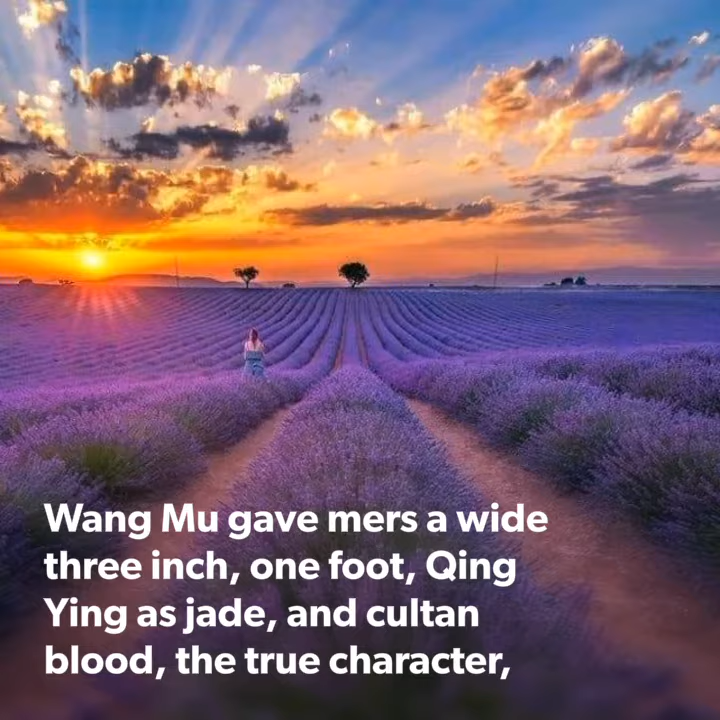 Wang Mu gave mers a wide
three inch, one foot, Qing
Ying as jade, and cultan
blood, the true character,